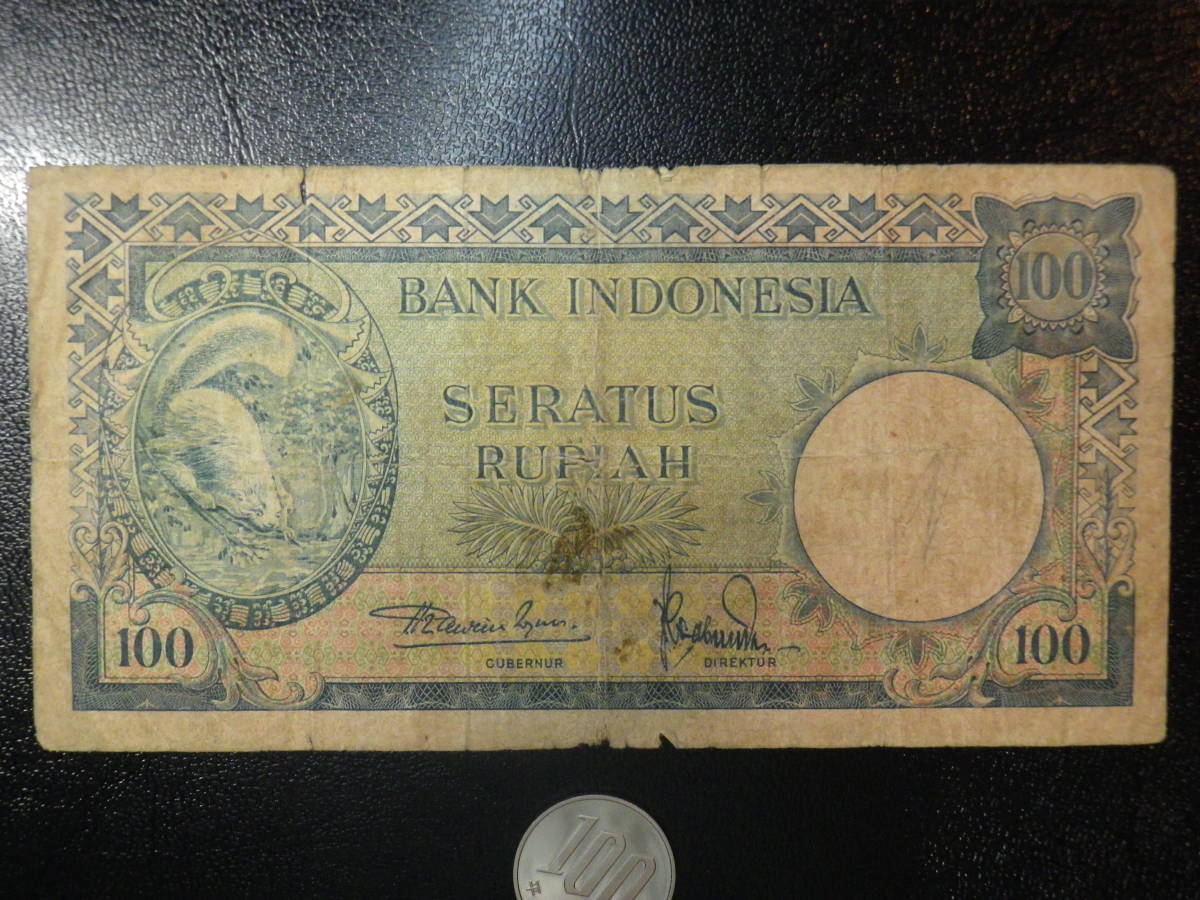 100
BANK INDONESIA
SERATUS
RUPIAH
GUBERNUR
DIREKTUR
100
100
100